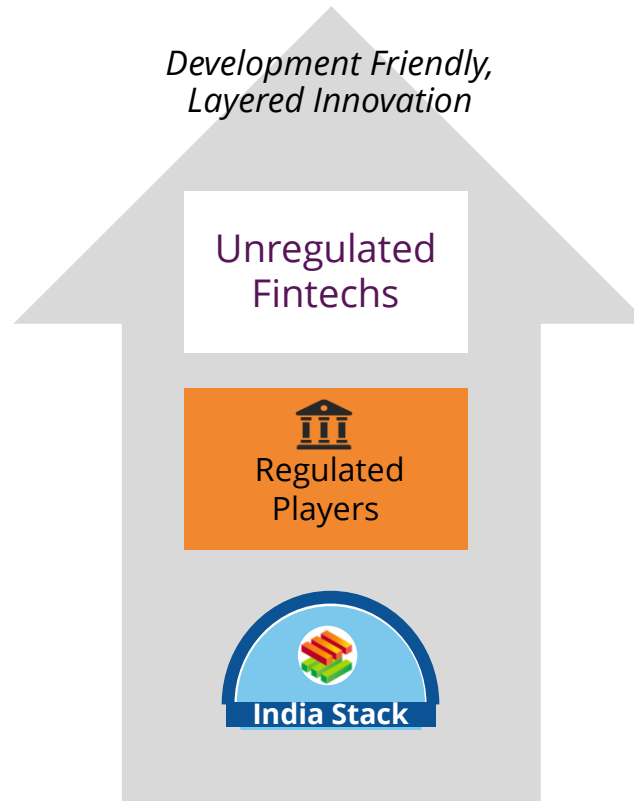 Development Friendly,
Layered Innovation
Unregulated
Fintechs
Regulated
Players
India Stack